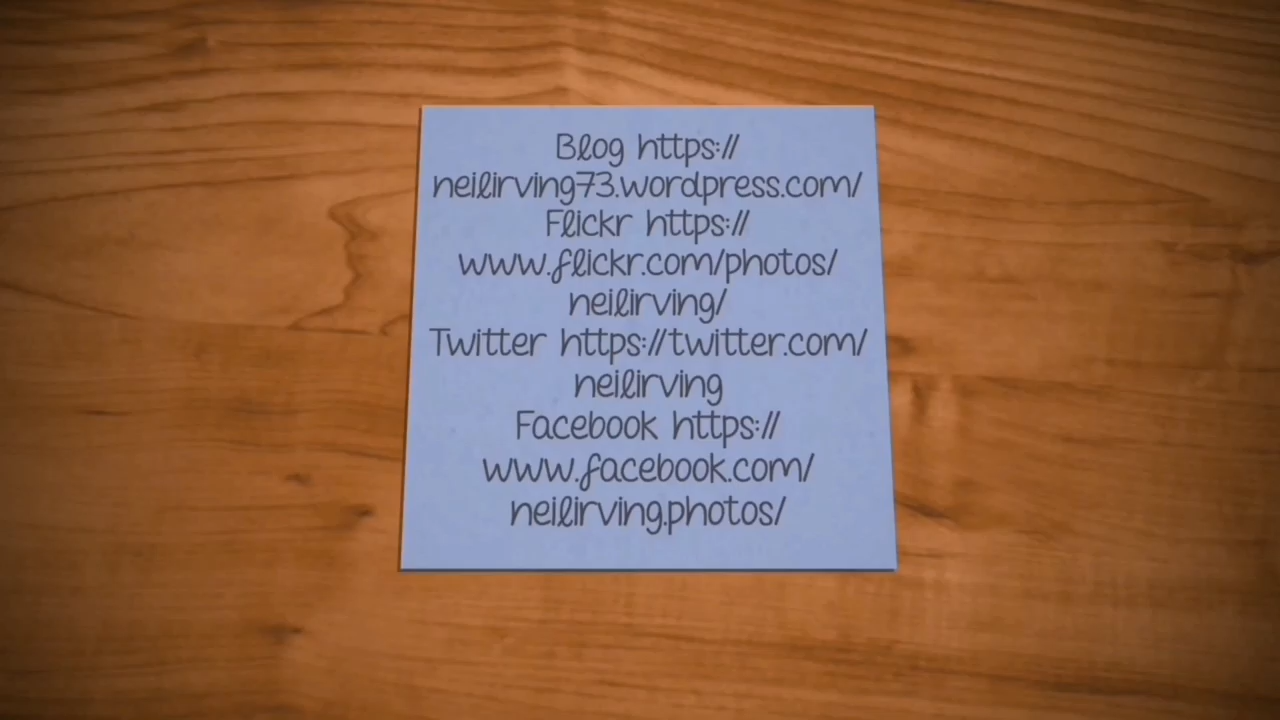 Blog https://
neilirving73.wordpress.com/
Flickr https://
www.flickr.com/photos/
neilirving/
Twitter https://twitter.com/
neilirving
Facebook https://
www.facebook.com/
neilirving.photos/